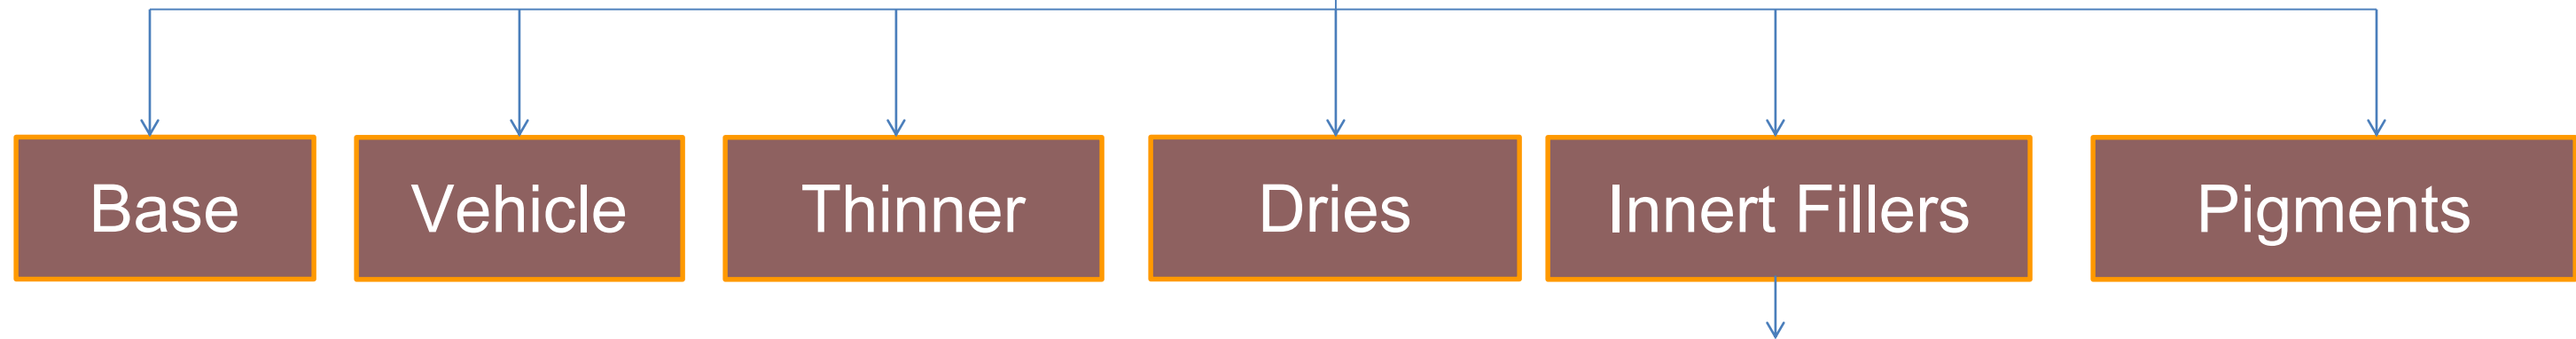 Base
Vehicle
Thinner
Dries
Innert Fillers
Pigments